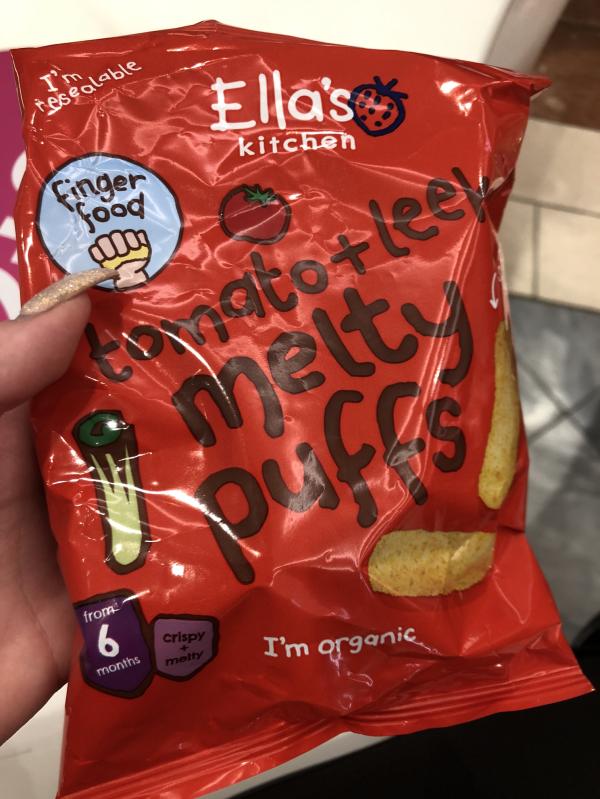 I'm
resealable
Ella's
kitchen
finger
food
tomato + leek
melty
puffs
from
6
months
crispy
+
melty
I'm organic